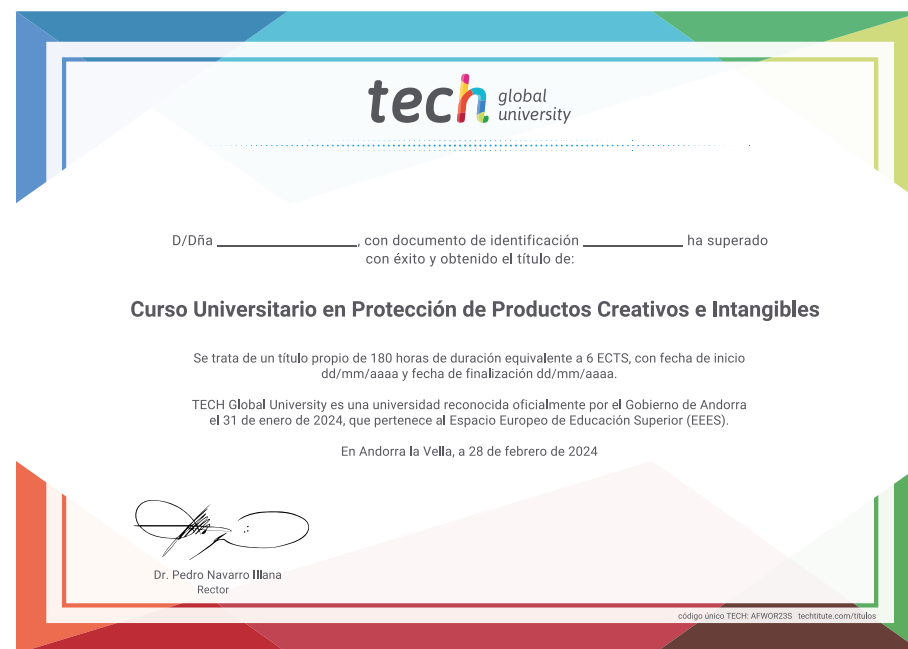 tech global
university
D/Dña ______________, con documento de identificación __________ ha superado
con éxito y obtenido el título de:
Curso Universitario en Protección de Productos Creativos e Intangibles
Se trata de un título propio de 180 horas de duración equivalente a 6 ECTS, con fecha de inicio
dd/mm/aaaa y fecha de finalización dd/mm/aaaa.
TECH Global University es una universidad reconocida oficialmente por el Gobierno de Andorra
el 31 de enero de 2024, que pertenece al Espacio Europeo de Educación Superior (EEES).
En Andorra la Vella, a 28 de febrero de 2024
Dr. Pedro Navarro Illana
Rector
código único TECH: AFWOR23S techtitute.com/titulos